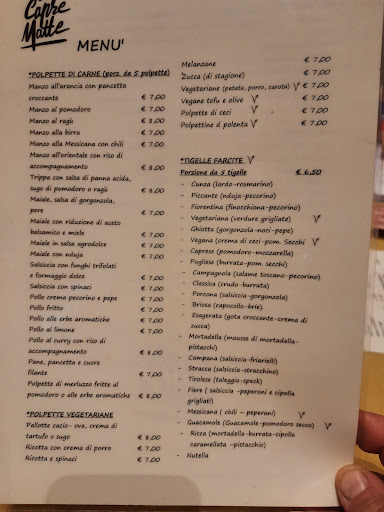 Capre
Matte
MENU'
*POLPETTE DI CARNE (porz. da 5 polpette)
Manzo all'arancia con pancetta
croccante € 7,00
Manzo al pomodoro € 7,00
Manzo al ragù € 8,00
Manzo alla birra € 7,00
Manzo alla Messicana con chili € 7,00
Manzo all'orientale con riso di
accompagnamento € 8,00
Trippa con salsa di panna acida,
sugo di pomodoro o ragù € 8,00
Maiale, salsa di gorgonzola,
pere € 7,00
Maiale con riduzione di aceto
balsamico e miele € 7,00
Maiale in salsa agrodolce € 7,00
Maiale con nduja € 7,00
Salsiccia con funghi trifolati
e formaggio dolce € 7,00
Salsiccia con spinaci € 7,00
Pollo crema pecorino e pepe € 7,00
Pollo fritto € 7,00
Pollo alle erbe aromatiche € 7,00
Pollo al limone € 7,00
Pollo al curry con riso di
accompagnamento € 8,00
Pane, pancetta e cuore
filante € 7,00
Polpette di merluzzo fritte al
pomodoro o alle erbe aromatiche € 8,00
*POLPETTE VEGETARIANE
Pallotte cacio- ova, crema di
tartufo o sugo € 8,00
Ricotta con crema di porro € 7,00
Ricotta e spinaci € 7,00
Melanzane € 7,00
Zucca (di stagione) € 7,00
Vegetariane (patata, porro, carota) V € 7,00
Vegane tofu e olive V € 7,00
Polpette di ceci V € 7,00
Polpettine d polenta V € 7,00
*TIGELLE FARCITE V
Porzione da 5 tigelle € 6,50
- Cunza (lardo-rosmarino)
- Piccante (nduja-pecorino)
- Fiorentina (finocchiona-pecorino)
- Vegetariana (verdure grigliate) V
- Ghiotta (gorgonzola-noci-pepe)
- Vegana (crema di ceci-pom. Secchi V
- Caprese (pomodoro-mozzarella)
- Pugliese (burrata-pom. secchi)
- Campagnola (salame toscano-pecorino)
- Classica (crudo-burrata)
- Porcona (salsiccia-gorgonzola)
- Briosa (capocollo-brie).
- Esagerata (gota croccante-crema di
zucca)
- Mortadella (mousse di mortadella-
pistacchi)
- Campana (salsiccia-friarielli)
- Stracca (salsiccia-stracchino)
- Tirolese (taleggio-speck)
- Fiere ( salsiccia -peperoni e cipolla
grigliati)
- Messicana ( chili - peperoni) V
- Guacamole (Guacamole-pomodoro secco) V
- Ricca (mortadella-burrata-cipolla
caramellata -pistacchio)
- Nutella